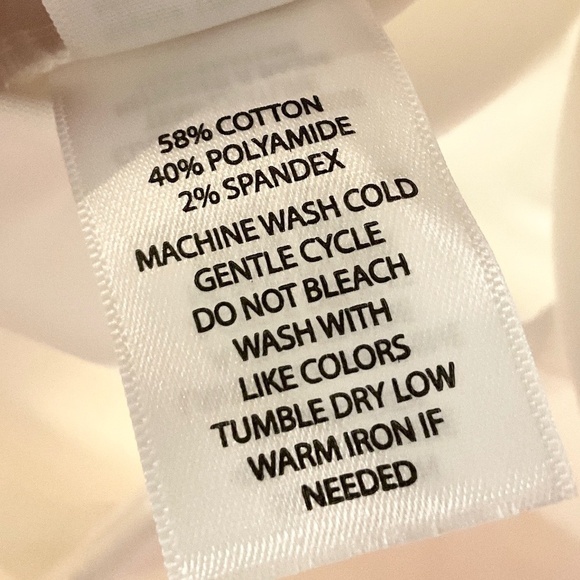 58% COTTON
40% POLYAMIDE
2% SPANDEX
MACHINE WASH COLD
GENTLE CYCLE
DO NOT BLEACH
WASH WITH
LIKE COLORS
TUMBLE DRY LOW
WARM IRON IF
NEEDED